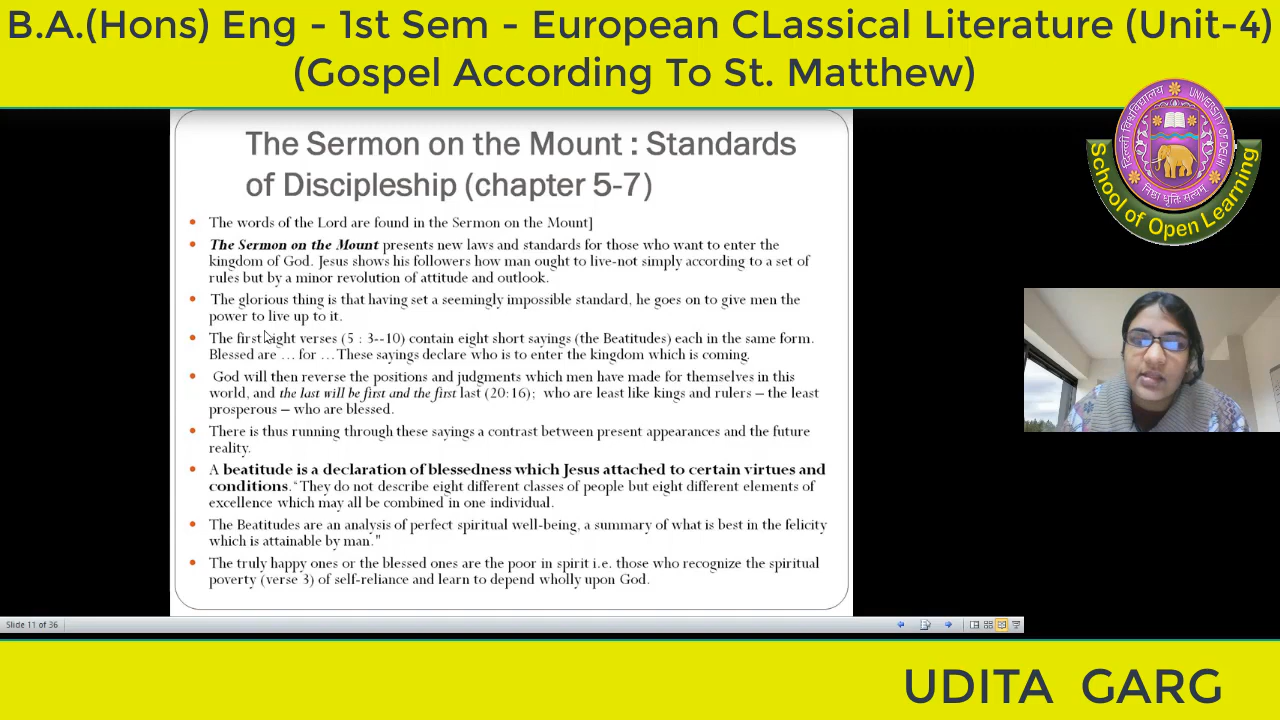 B.A.(Hons) Eng - 1st Sem - European CLassical Literature (Unit-4)
(Gospel According To St. Matthew)
दिल्ली विश्वविद्यालय
UNIVERSITY OF DELHI
निष्ठा धृतिः सत्यम्
School of Open Learning
The Sermon on the Mount : Standards
of Discipleship (chapter 5-7)
• The words of the Lord are found in the Sermon on the Mount]
• The Sermon on the Mount presents new laws and standards for those who want to enter the
kingdom of God. Jesus shows his followers how man ought to live-not simply according to a set of
rules but by a minor revolution of attitude and outlook.
• The glorious thing is that having set a seemingly impossible standard, he goes on to give men the
power to live up to it.
• The first eight verses (5 : 3--10) contain eight short sayings (the Beatitudes) each in the same form.
Blessed are ... for ... These sayings declare who is to enter the kingdom which is coming.
• God will then reverse the positions and judgments which men have made for themselves in this
world, and the last will be first and the first last (20:16); who are least like kings and rulers – the least
prosperous – who are blessed.
• There is thus running through these sayings a contrast between present appearances and the future
reality.
• A beatitude is a declaration of blessedness which Jesus attached to certain virtues and
conditions."They do not describe eight different classes of people but eight different elements of
excellence which may all be combined in one individual.
• The Beatitudes are an analysis of perfect spiritual well-being, a summary of what is best in the felicity
which is attainable by man."
• The truly happy ones or the blessed ones are the poor in spirit i.e. those who recognize the spiritual
poverty (verse 3) of self-reliance and learn to depend wholly upon God.
Slide 11 of 36
UDITA GARG